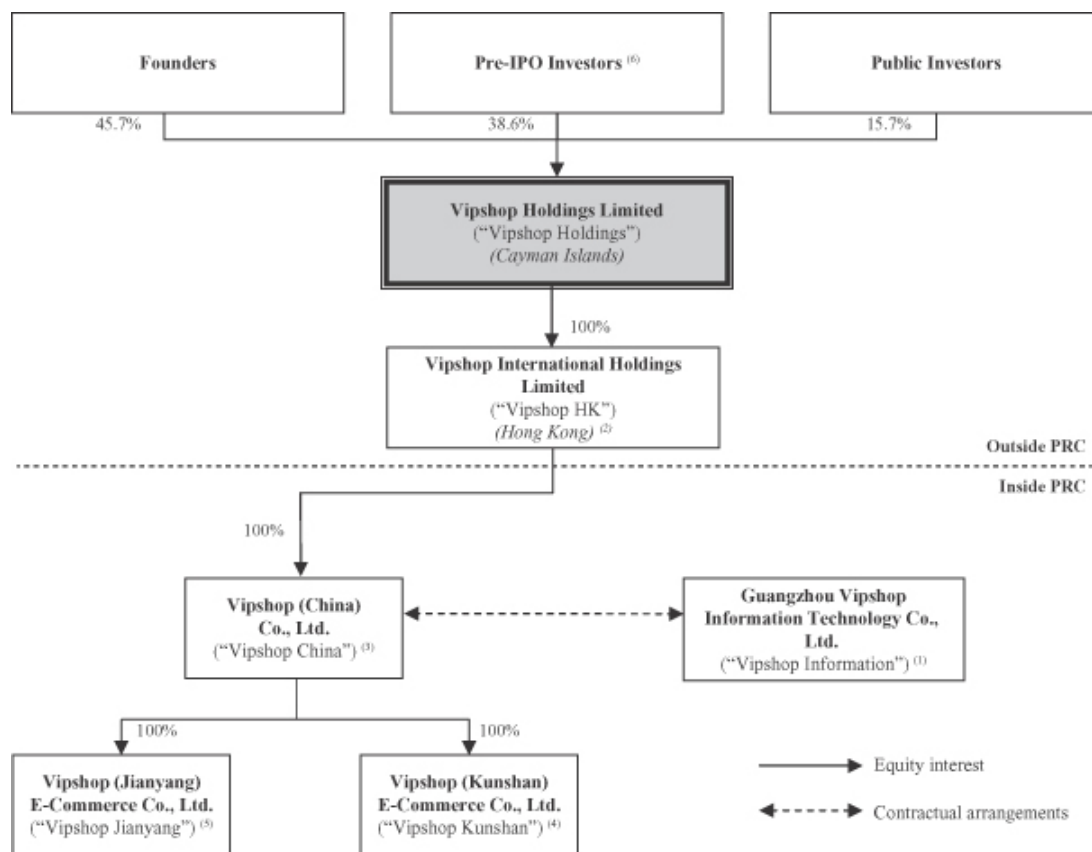 Founders
Pre-IPO Investors (6)
Public Investors
45.7%
38.6%
15.7%
Vipshop Holdings Limited
(“Vipshop Holdings”)
(Cayman Islands)
100%
Vipshop International Holdings
Limited
(“Vipshop HK”)
(Hong Kong) (2)
Outside PRC
Inside PRC
100%
Vipshop (China)
Co., Ltd.
(“Vipshop China”) (3)
Guangzhou Vipshop
Information Technology Co.,
Ltd.
(“Vipshop Information”) (1)
100%
100%
Vipshop (Jianyang)
E-Commerce Co., Ltd.
(“Vipshop Jianyang”) (5)
Vipshop (Kunshan)
E-Commerce Co., Ltd.
(“Vipshop Kunshan”) (4)
Equity interest
Contractual arrangements